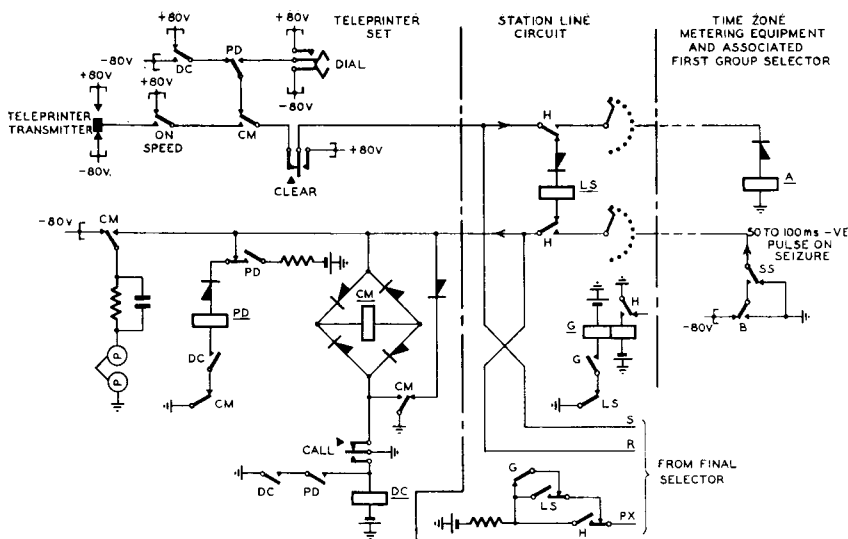 TELEPRINTER
SET
STATION LINE
CIRCUIT
TIME ZONE
METERING EQUIPMENT
AND ASSOCIATED
FIRST GROUP SELECTOR
+80V
+80V
-80V
DC
PD
DIAL
+80V
+80V
-80V
TELEPRINTER
TRANSMITTER
ON
SPEED
CM
-80V.
+80V
CLEAR
H
LS
H
A
-80V
CM
50 TO 100ms -VE
PULSE ON
SEIZURE
PD
PD
CM
SS
H
G
-80V
B
DC
G
CM
CM
LS
P
P
CALL
S
R
FROM FINAL
SELECTOR
DC
PD
DC
G
LS
H
PX